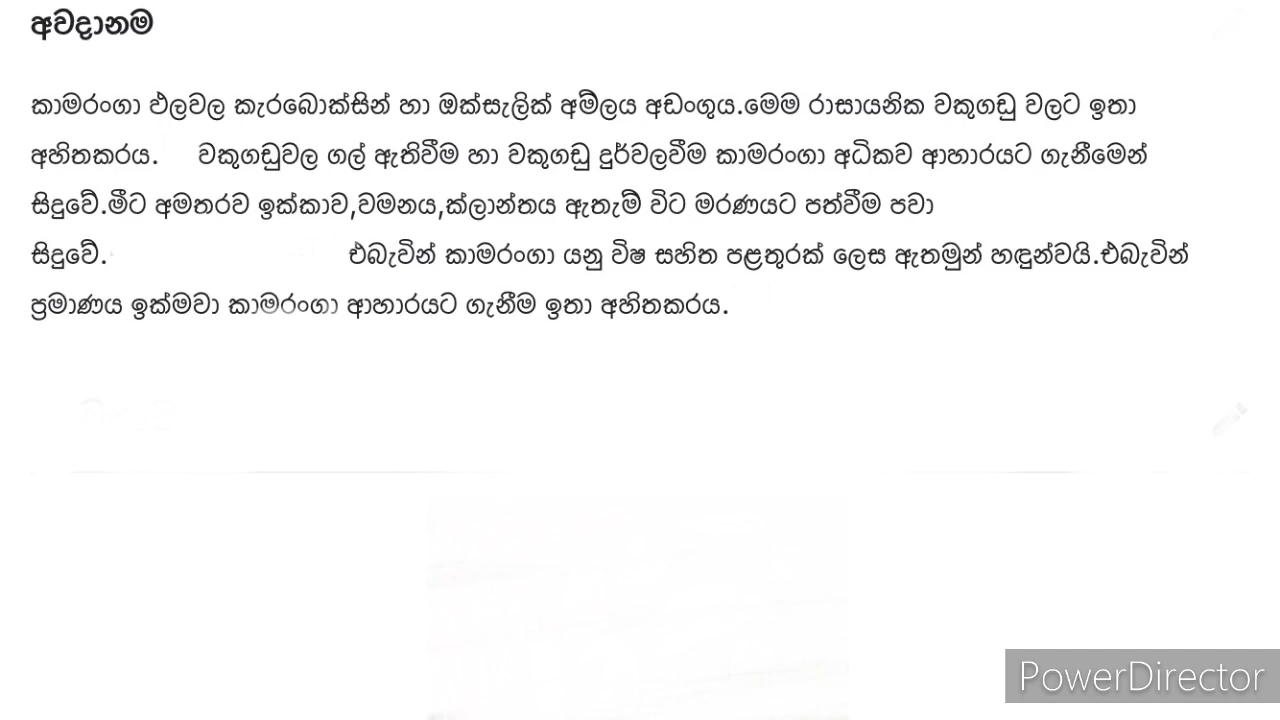 අවදානම
කාමරංගා ඵලවල කැරබොක්සින් හා ඔක්සැලික් අම්ලය අඩංගුය.මෙම රාසායනික වකුගඩු වලට ඉතා
අහිතකරය. වකුගඩුවල ගල් ඇතිවීම හා වකුගඩු දුර්වලවීම කාමරංගා අධිකව ආහාරයට ගැනීමෙන්
සිදුවේ.මීට අමතරව ඉක්කාව,වමනය,ක්ලාන්තය ඇතැම් විට මරණයට පත්වීම පවා
සිදුවේ. එබැවින් කාමරංගා යනු විෂ සහිත පළතුරක් ලෙස ඇතමුන් හඳුන්වයි.එබැවින්
ප්‍රමාණය ඉක්මවා කාමරංගා ආහාරයට ගැනීම ඉතා අහිතකරය.
PowerDirector